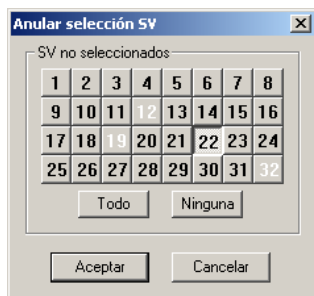 Anular selección SV
SV no seleccionados
1 2 3 4 5 6 7 8
9 10 11 12 13 14 15 16
17 18 19 20 21 22 23 24
25 26 27 28 29 30 31 32
Todo Ninguna
Aceptar Cancelar